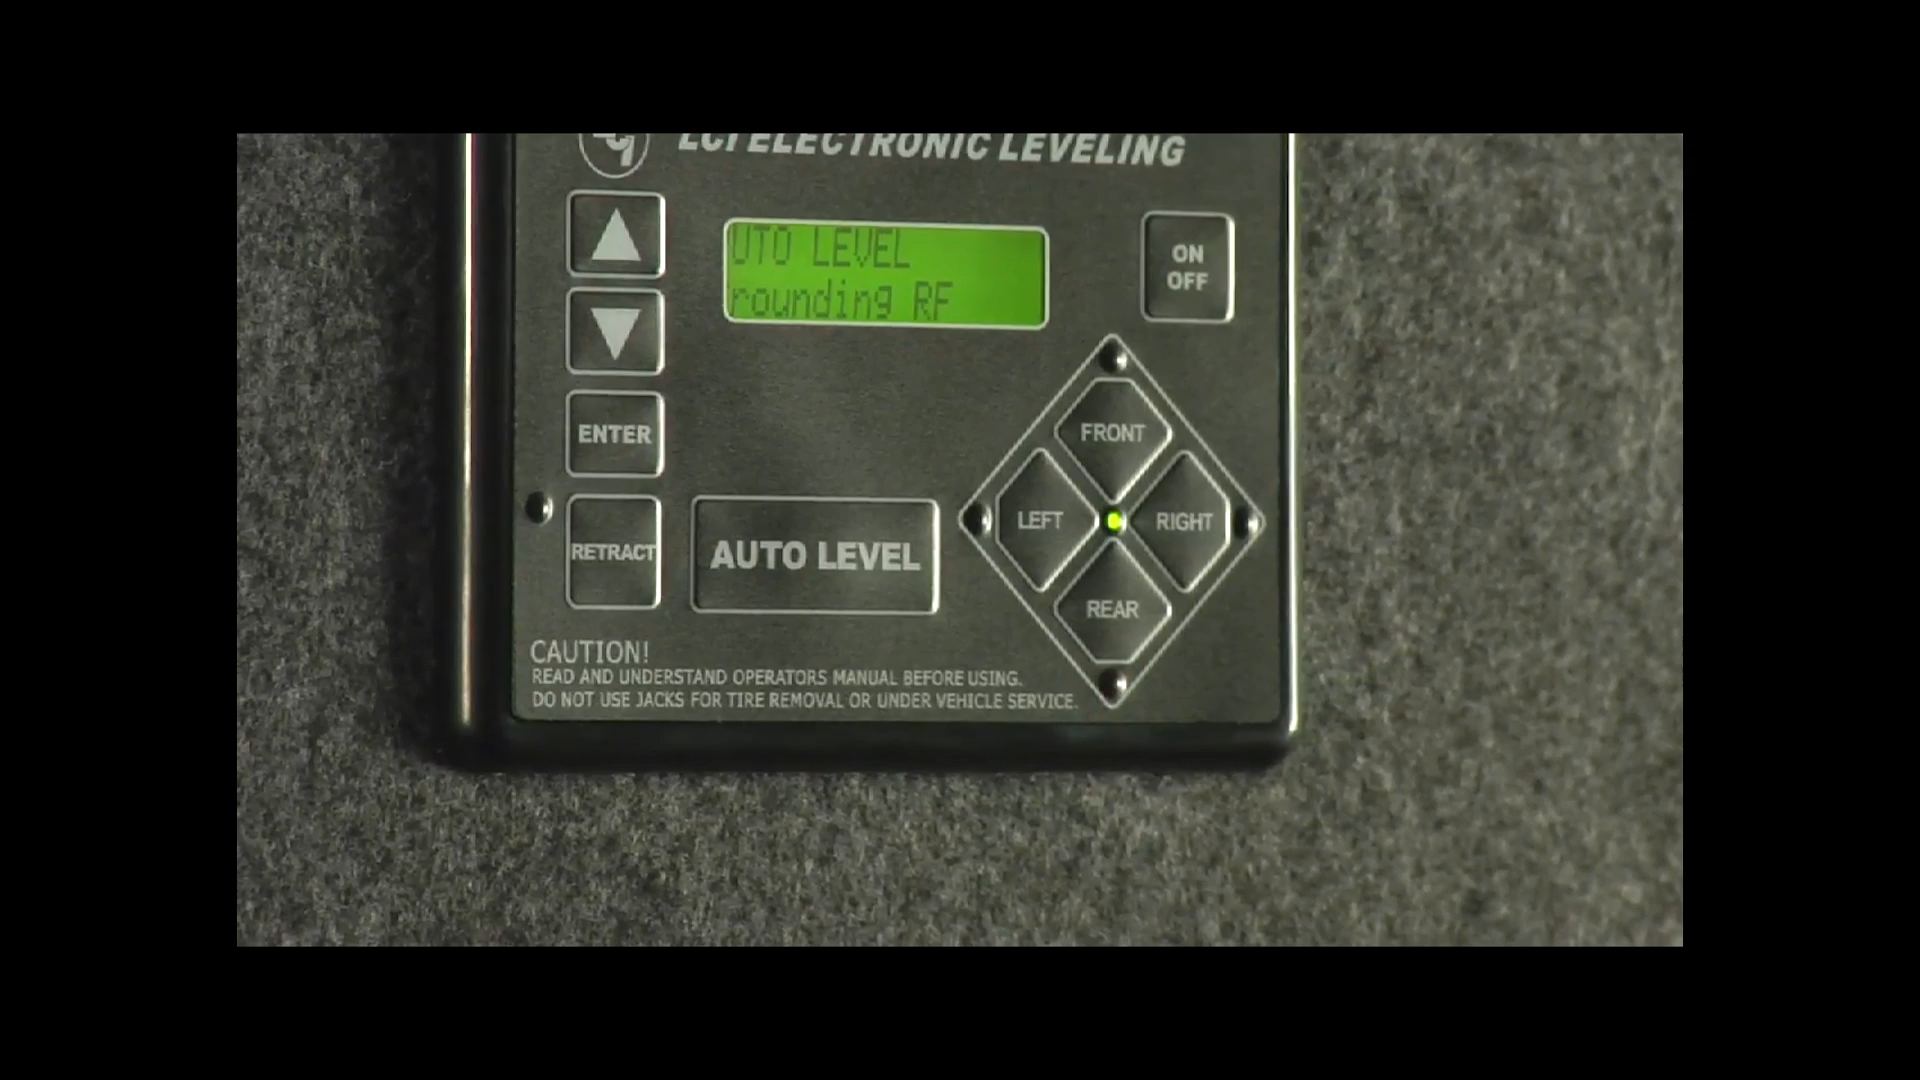 LCI ELECTRONIC LEVELING
UTO LEVEL
rounding RF
ON
OFF
ENTER
RETRACT
AUTO LEVEL
FRONT
LEFT
RIGHT
REAR
CAUTION!
READ AND UNDERSTAND OPERATORS MANUAL BEFORE USING.
DO NOT USE JACKS FOR TIRE REMOVAL OR UNDER VEHICLE SERVICE.